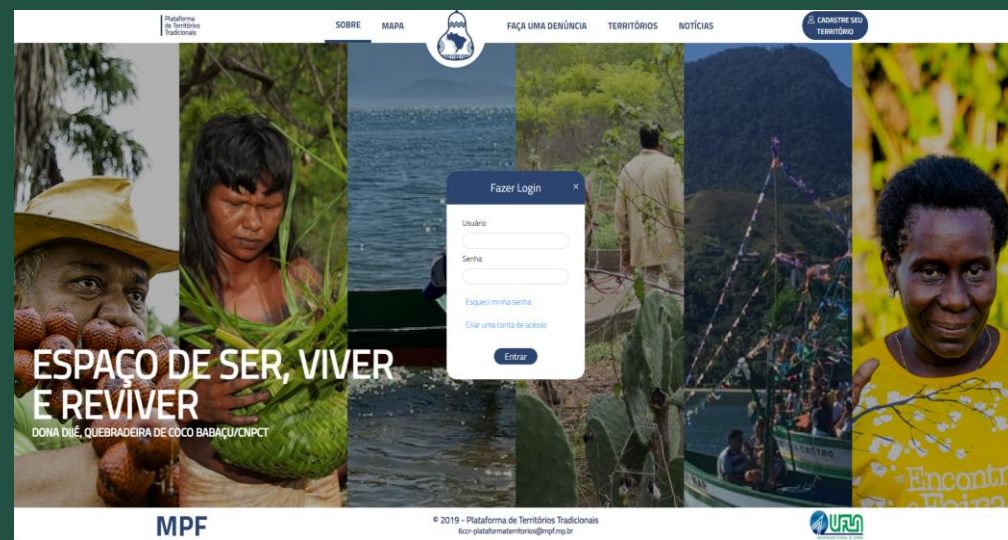 Plataforma
de Territórios
Tradicionais
SOBRE
MAPA
FAÇA UMA DENÚNCIA
TERRITÓRIOS
NOTÍCIAS
CADASTRE SEU
TERRITÓRIO
Fazer Login
×
Usuário
Senha
Esqueci minha senha
Criar uma conta de acesso
Entrar
ESPAÇO DE SER, VIVER
E REVIVER
DONA DIJÉ, QUEBRADEIRA DE COCO BABAÇU/CNPCT
CASTRO
Encont
MPF
© 2019 - Plataforma de Territórios Tradicionais
6ccr-plataformaterritorios@mpf.mp.br